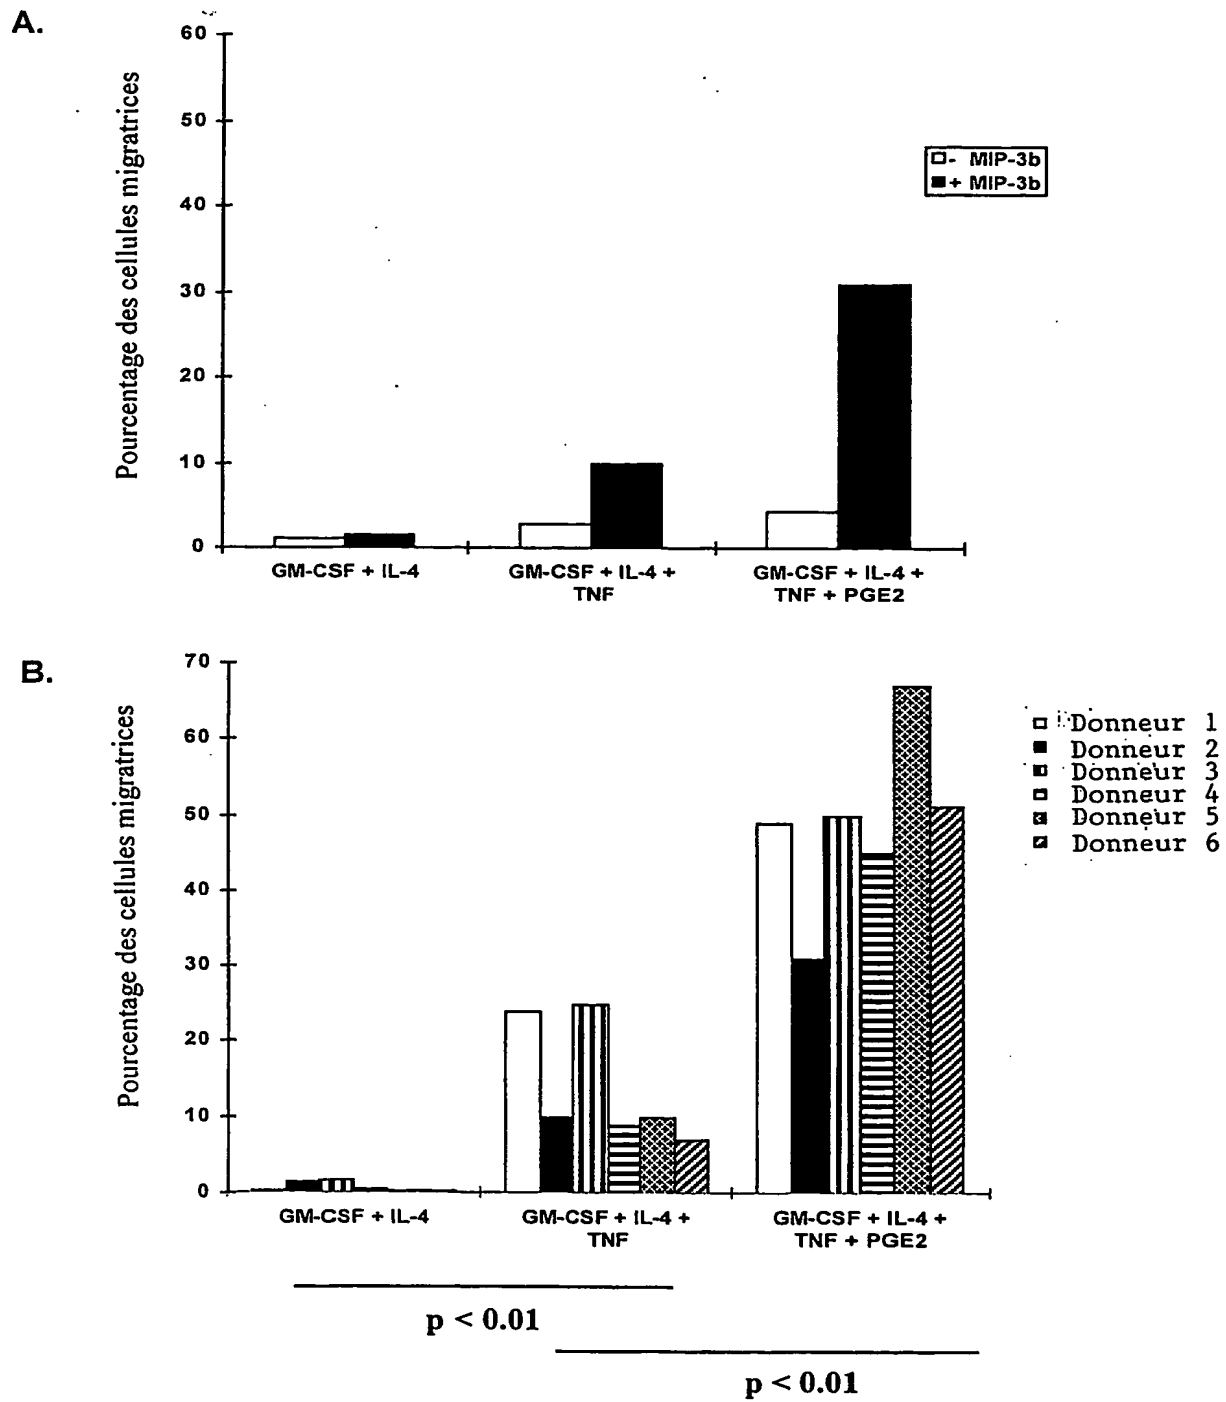 A.
Pourcentage des cellules migratrices
60
50
40
30
20
10
0
- MIP-3b
+ MIP-3b
GM-CSF + IL-4
GM-CSF + IL-4 +
TNF
GM-CSF + IL-4 +
TNF + PGE2
B.
Pourcentage des cellules migratrices
70
60
50
40
30
20
10
0
Donneur 1
Donneur 2
Donneur 3
Donneur 4
Donneur 5
Donneur 6
GM-CSF + IL-4
GM-CSF + IL-4 +
TNF
GM-CSF + IL-4 +
TNF + PGE2
p < 0.01
p < 0.01